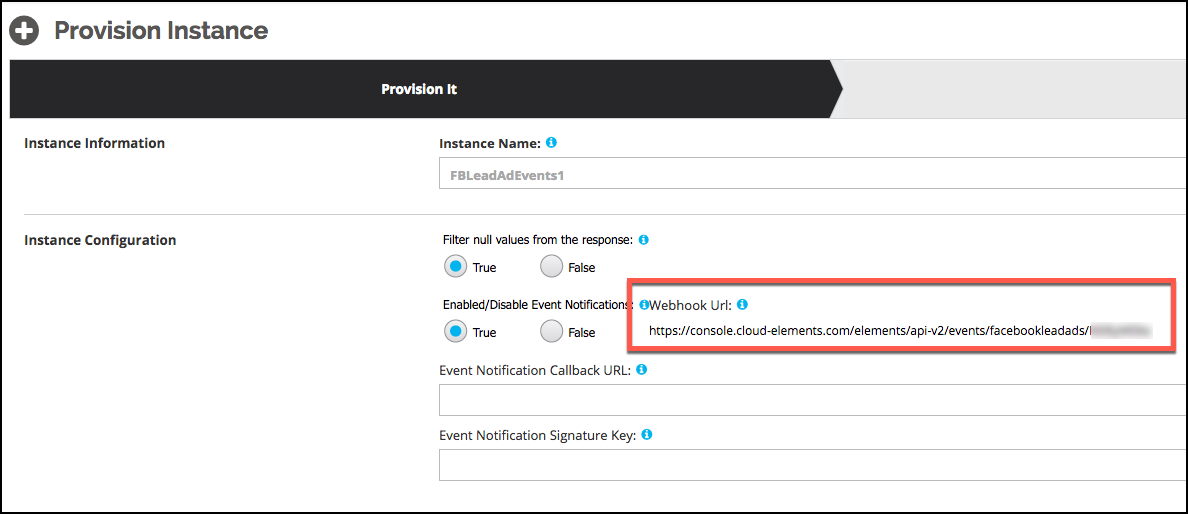 Provision Instance
Provision It
Instance Information
Instance Name:
FBLeadAdEvents1
Instance Configuration
Filter null values from the response:
True False
Enabled/Disable Event Notifications: Webhook Url:
True False https://console.cloud-elements.com/elements/api-v2/events/facebookleadads/
Event Notification Callback URL:
Event Notification Signature Key: